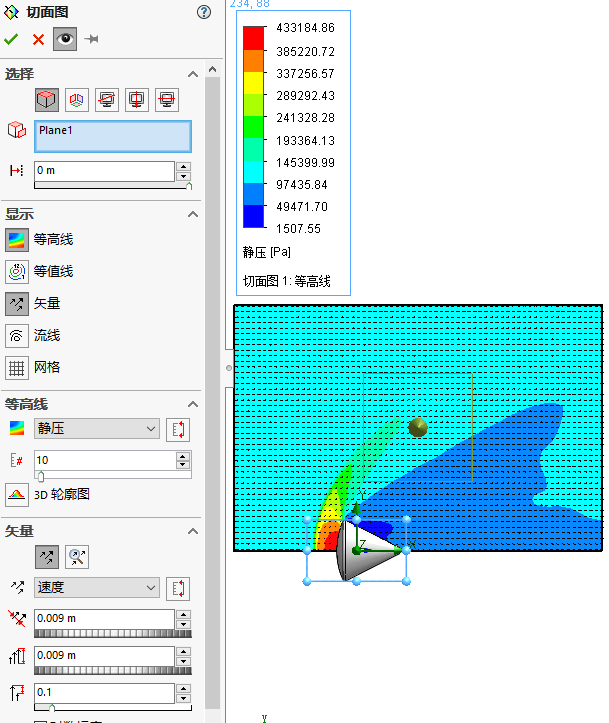 切面图
选择
Plane1
0 m
显示
等高线
等值线
矢量
流线
网格
等高线
静压
10
3D 轮廓图
矢量
速度
0.009 m
0.009 m
0.1
234, 88
433184.86
385220.72
337256.57
289292.43
241328.28
193364.13
145399.99
97435.84
49471.70
1507.55
静压 [Pa]
切面图 1: 等高线
Y
Z
X
Y